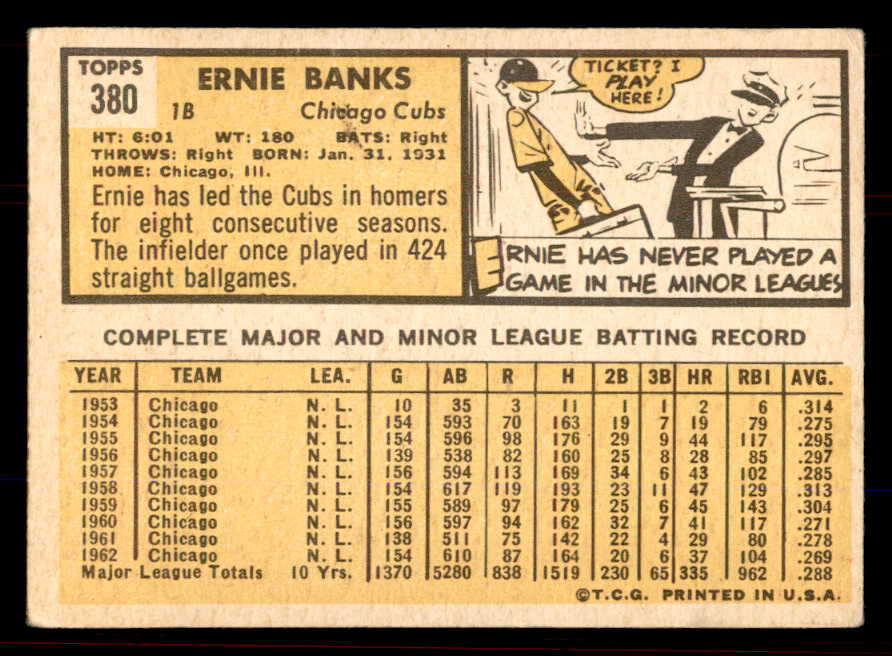 TOPPS
380
ERNIE BANKS
1B Chicago Cubs
HT: 6:01 WT: 180 BATS: Right
THROWS: Right BORN: Jan. 31, 1931
HOME: Chicago, Ill.
Ernie has led the Cubs in homers
for eight consecutive seasons.
The infielder once played in 424
straight ballgames.
TICKET? I
PLAY
HERE!
ERNIE HAS NEVER PLAYED A
GAME IN THE MINOR LEAGUES
COMPLETE MAJOR AND MINOR LEAGUE BATTING RECORD
YEAR TEAM LEA. G AB R H 2B 3B HR RBI AVG.
1953 Chicago N. L. 10 35 3 11 1 1 2 6 .314
1954 Chicago N. L. 154 593 70 163 19 7 19 79 .275
1955 Chicago N. L. 154 596 98 176 29 9 44 117 .295
1956 Chicago N. L. 139 538 82 160 25 8 28 85 .297
1957 Chicago N. L. 156 594 113 169 34 6 43 102 .285
1958 Chicago N. L. 154 617 119 193 23 11 47 129 .313
1959 Chicago N. L. 155 589 97 179 25 6 45 143 .304
1960 Chicago N. L. 156 597 94 162 32 7 41 117 .271
1961 Chicago N. L. 138 511 75 142 22 4 29 80 .278
1962 Chicago N. L. 154 610 87 164 20 6 37 104 .269
Major League Totals 10 Yrs. 1370 5280 838 1519 230 65 335 962 .288
©T.C.G. PRINTED IN U.S.A.